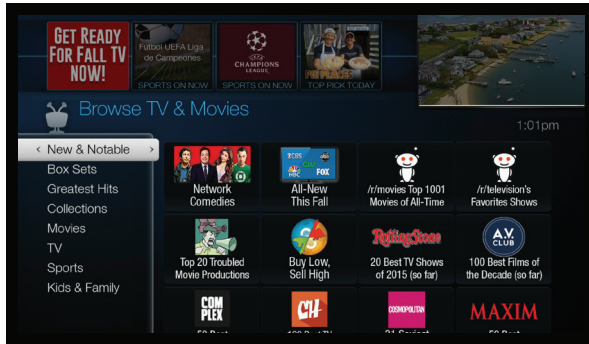 GET READY
FOR FALL TV
NOW!
Futbol UEFA Liga
de Campeones
SPORTS ON NOW
CHAMPIONS
LEAGUE
SPORTS ON NOW
TOP PICK TODAY
Browse TV & Movies
1:01pm
< New & Notable >
Box Sets
Greatest Hits
Collections
Movies
TV
Sports
Kids & Family
Network
Comedies
CBS
CW
NBC
FOX
All-New
This Fall
/r/movies Top 1001
Movies of All-Time
/r/television's
Favorites Shows
Top 20 Troubled
Movie Productions
Buy Low,
Sell High
RollingStone
20 Best TV Shows
of 2015 (so far)
A.V.
CLUB
100 Best Films of
the Decade (so far)
COM
PLEX
CH
COSMOPOLITAN
MAXIM
50 Best